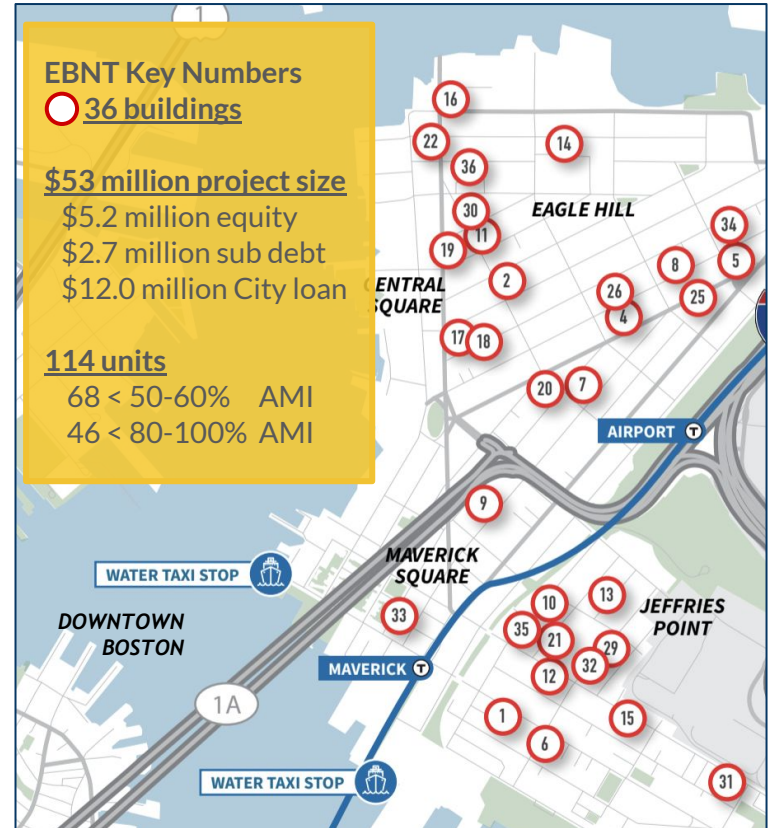 1
EBNT Key Numbers
36 buildings
$53 million project size
$5.2 million equity
$2.7 million sub debt
$12.0 million City loan
114 units
68 < 50-60% AMI
46 < 80-100% AMI
16
22
14
36
30
EAGLE HILL
34
11
19
5
8
2
26
25
ENTRAL
SQUARE
4
17
18
20
7
AIRPORT T
9
MAVERICK
SQUARE
WATER TAXI STOP
13
10
JEFFRIES
POINT
33
DOWNTOWN
BOSTON
35
21
29
32
MAVERICK T
12
1A
1
15
6
WATER TAXI STOP
31